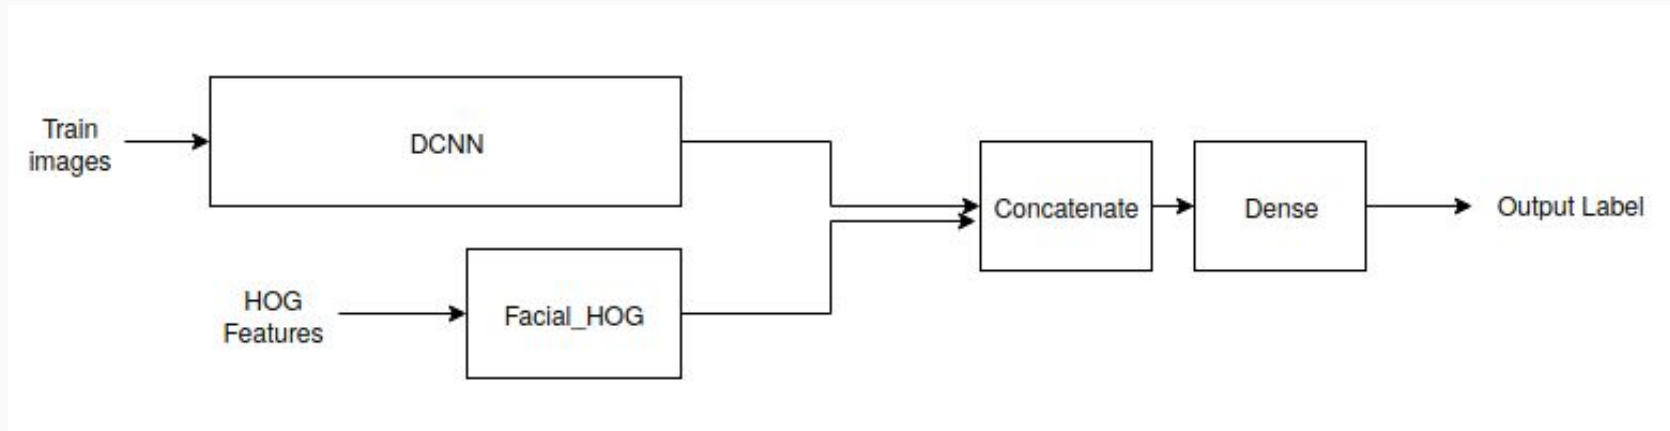 Train
images
DCNN
HOG
Features
Facial_HOG
Concatenate
Dense
Output Label